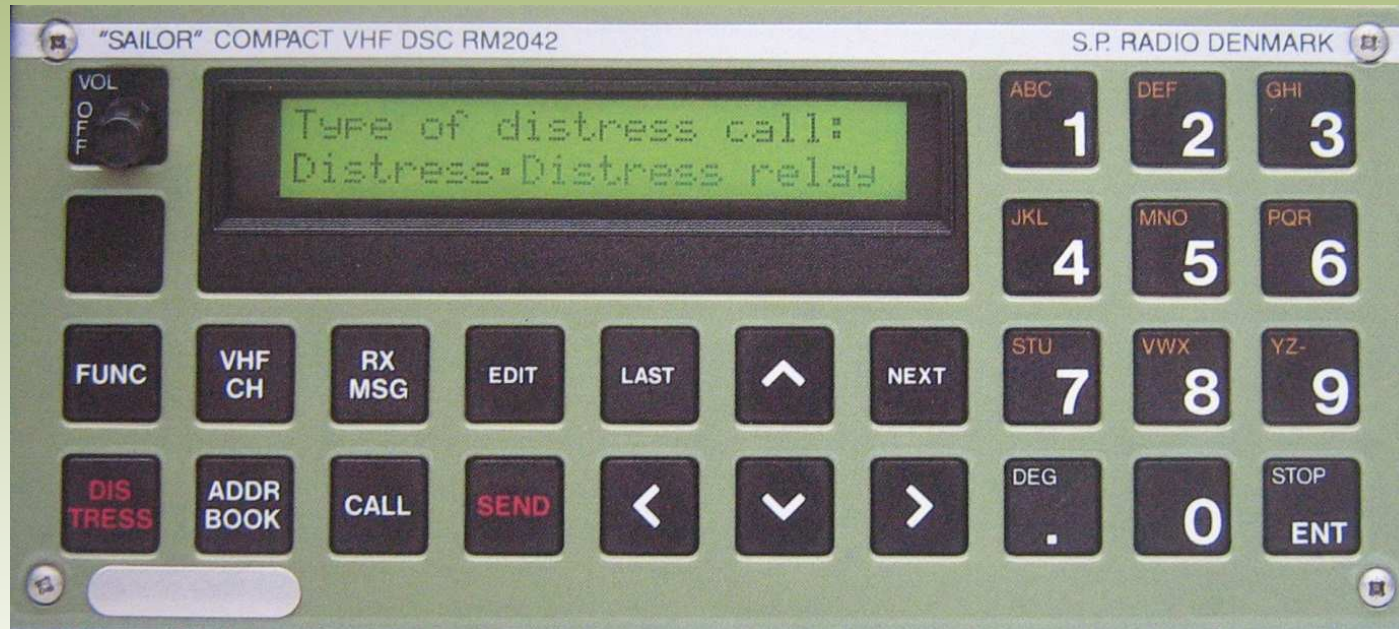 "SAILOR" COMPACT VHF DSC RM2042 S.P. RADIO DENMARK
VOL
OFF
Type of distress call:
Distress·Distress relay
ABC 1
DEF 2
GHI 3
JKL 4
MNO 5
PQR 6
FUNC
VHF CH
RX MSG
EDIT
LAST
^
NEXT
STU 7
VWX 8
YZ- 9
DIS
TRESS
ADDR
BOOK
CALL
SEND
<
>
DEG .
0
STOP
ENT